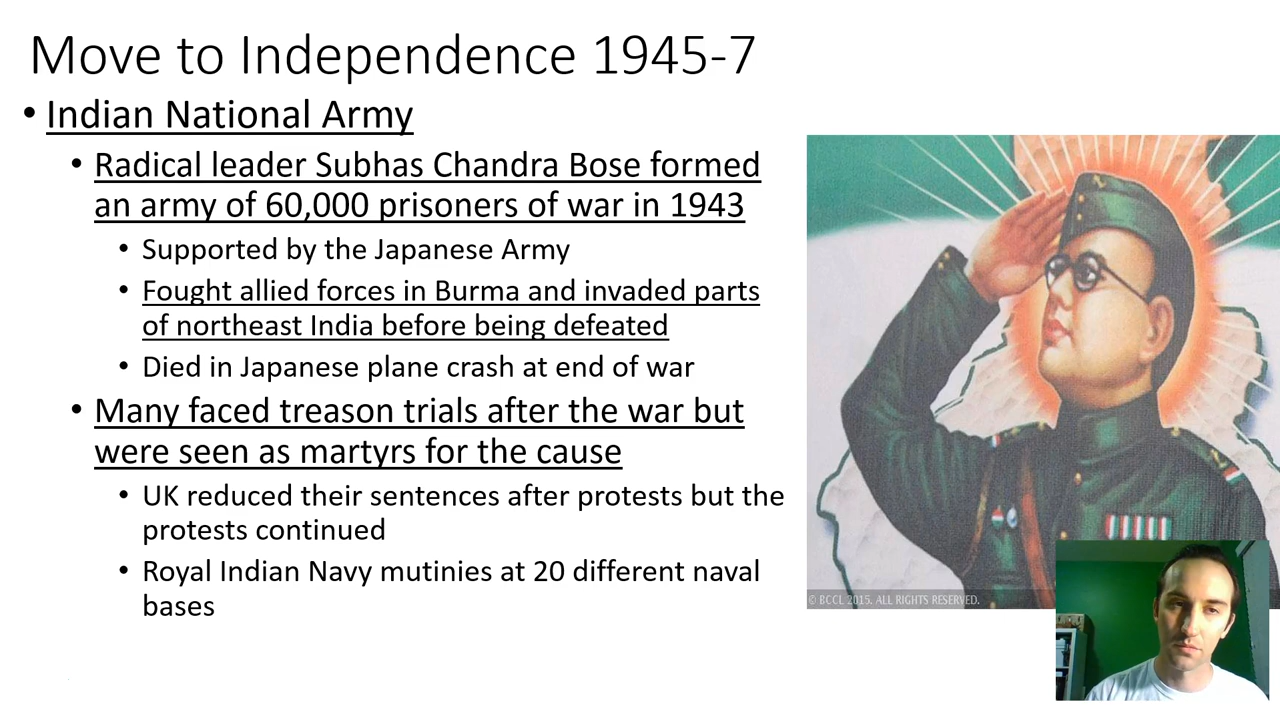 Move to Independence 1945-7
• Indian National Army
• Radical leader Subhas Chandra Bose formed
an army of 60,000 prisoners of war in 1943
• Supported by the Japanese Army
• Fought allied forces in Burma and invaded parts
of northeast India before being defeated
• Died in Japanese plane crash at end of war
• Many faced treason trials after the war but
were seen as martyrs for the cause
• UK reduced their sentences after protests but the
protests continued
• Royal Indian Navy mutinies at 20 different naval
bases
© BCCL 2015. ALL RIGHTS RESERVED.